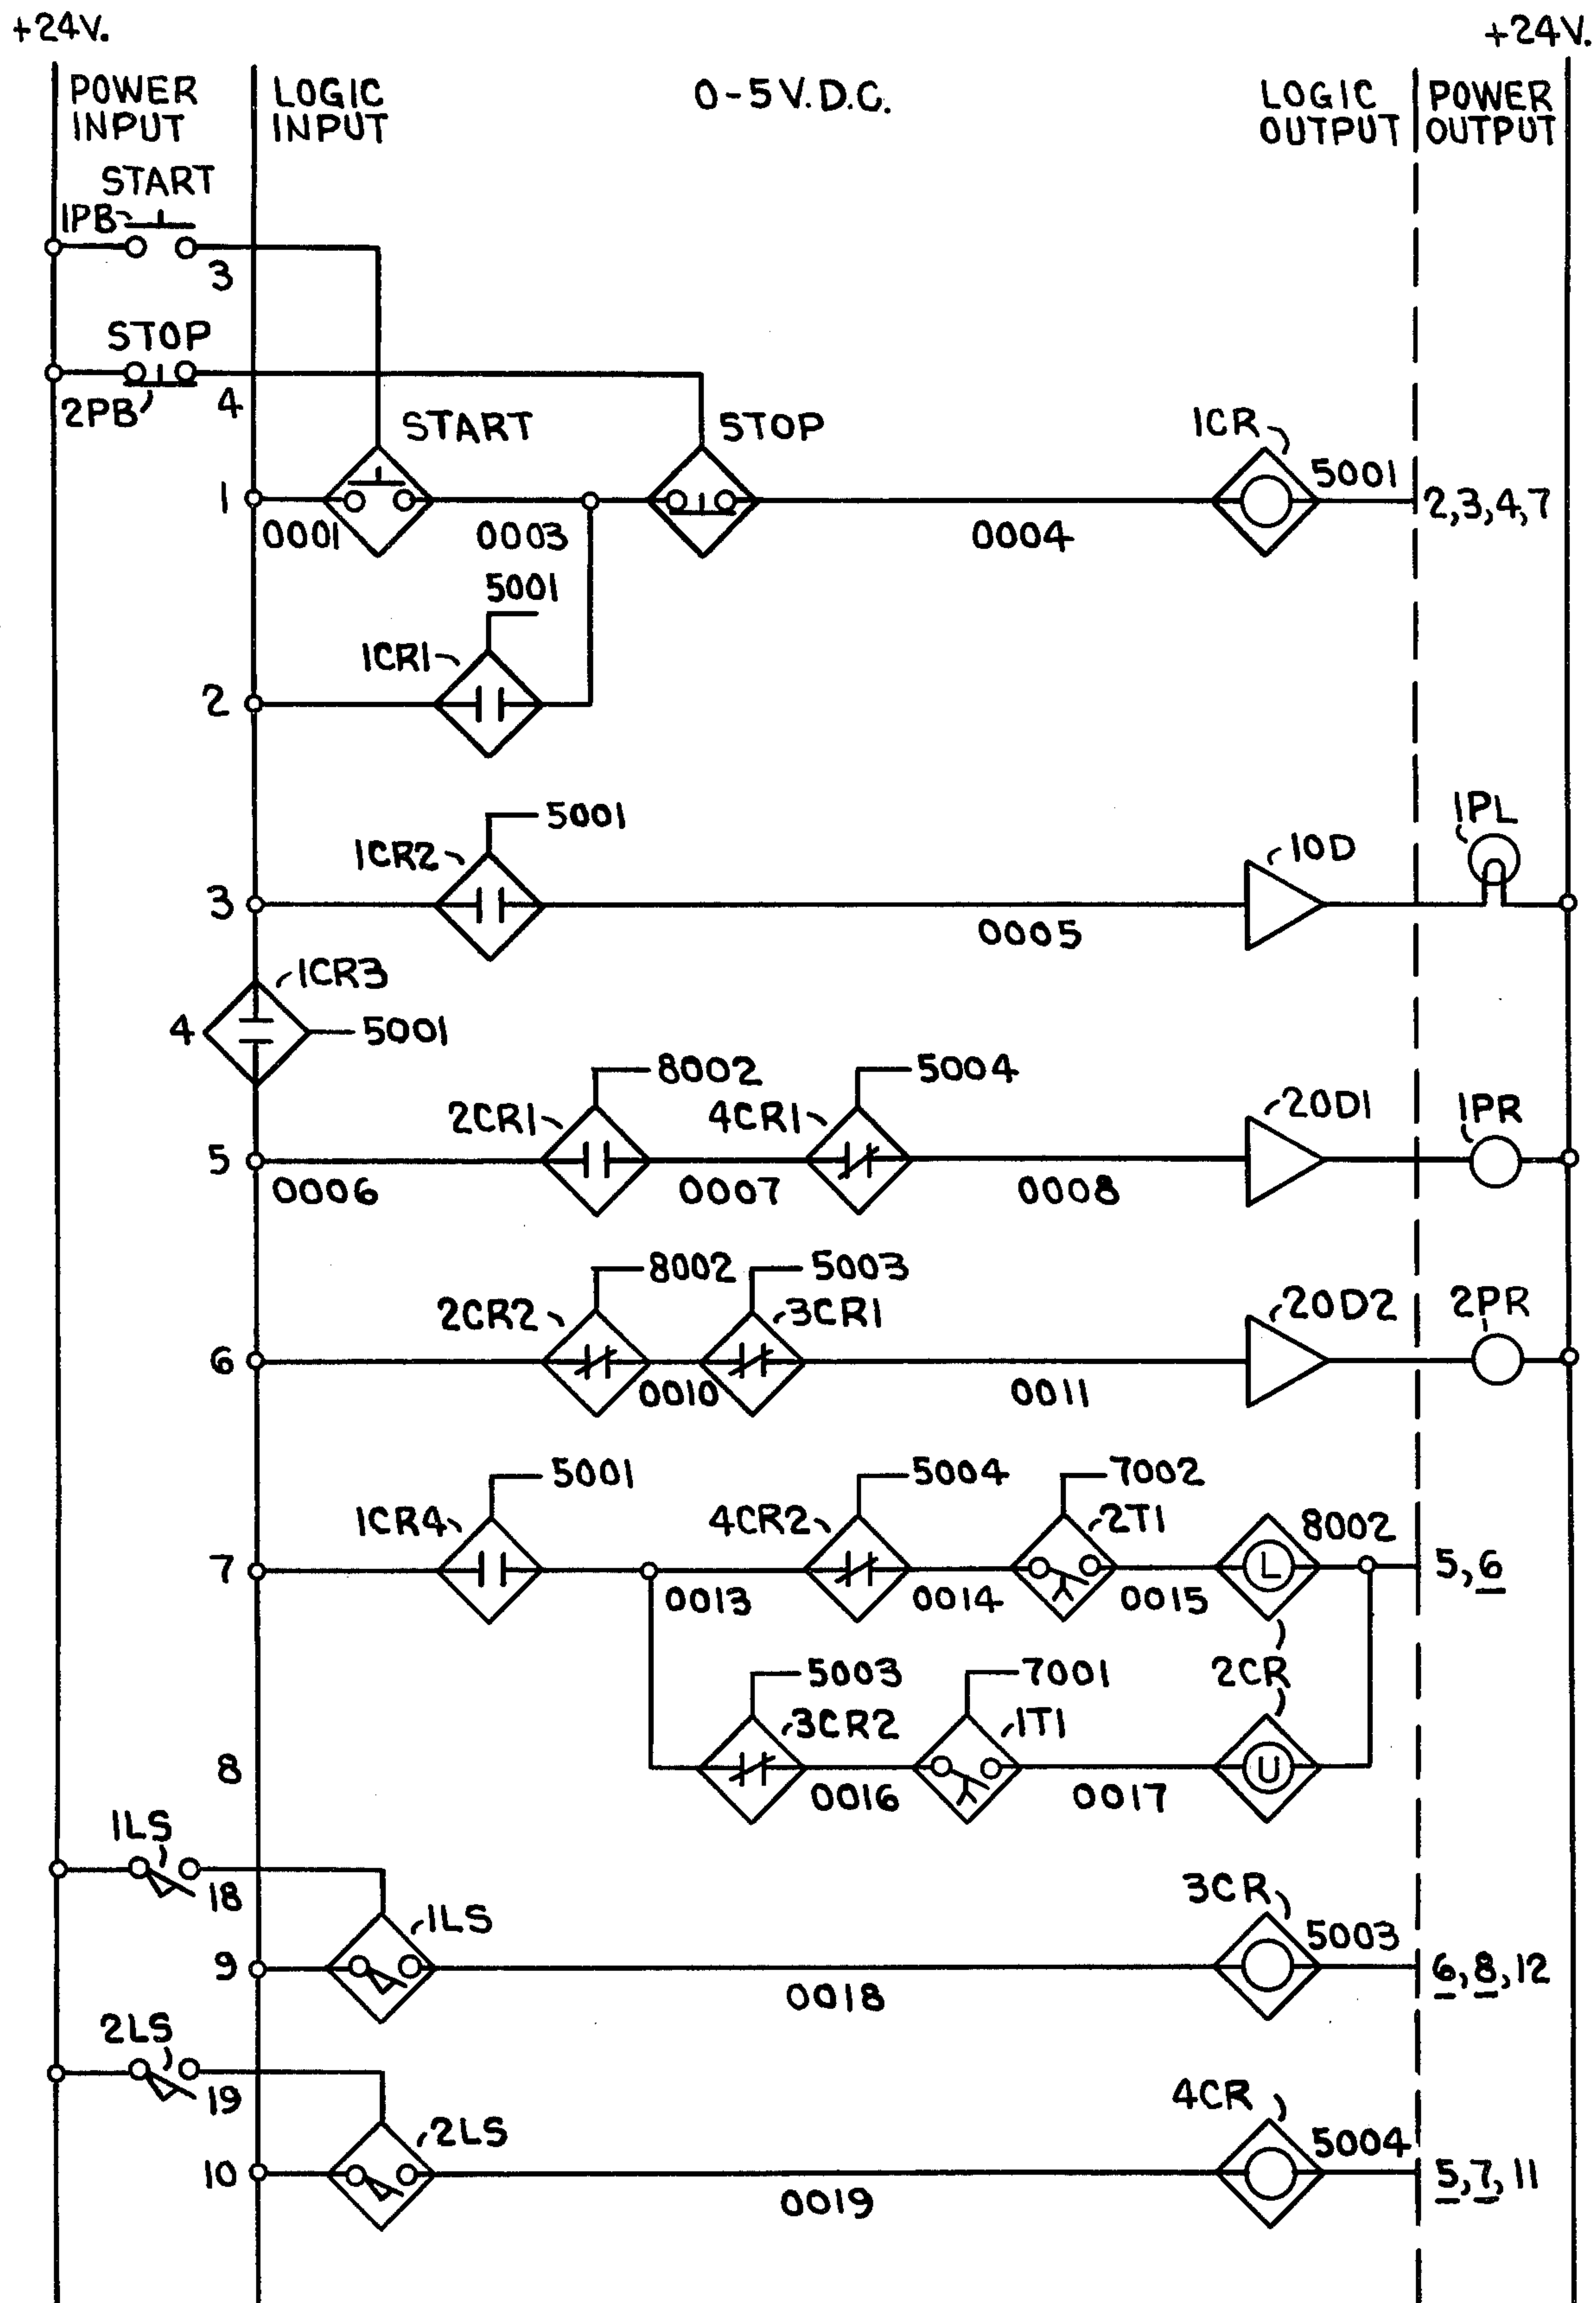 +24V.
+24V.
POWER INPUT
LOGIC INPUT
0-5 V.D.C.
LOGIC OUTPUT
POWER OUTPUT
START
1PB
3
STOP
2PB
4
START
STOP
1CR
5001
1
0001
0003
0004
2,3,4,7
5001
1CR1
2
5001
1CR2
10D
1PL
3
0005
1CR3
4
5001
8002
5004
2CR1
4CR1
20D1
1PR
5
0006
0007
0008
8002
5003
2CR2
3CR1
20D2
2PR
6
0010
0011
5001
5004
7002
1CR4
4CR2
2T1
8002
7
L
5,6
0013
0014
0015
5003
7001
2CR
3CR2
1T1
8
U
0016
0017
1LS
18
1LS
3CR
5003
9
6,8,12
0018
2LS
19
2LS
4CR
5004
10
5,7,11
0019